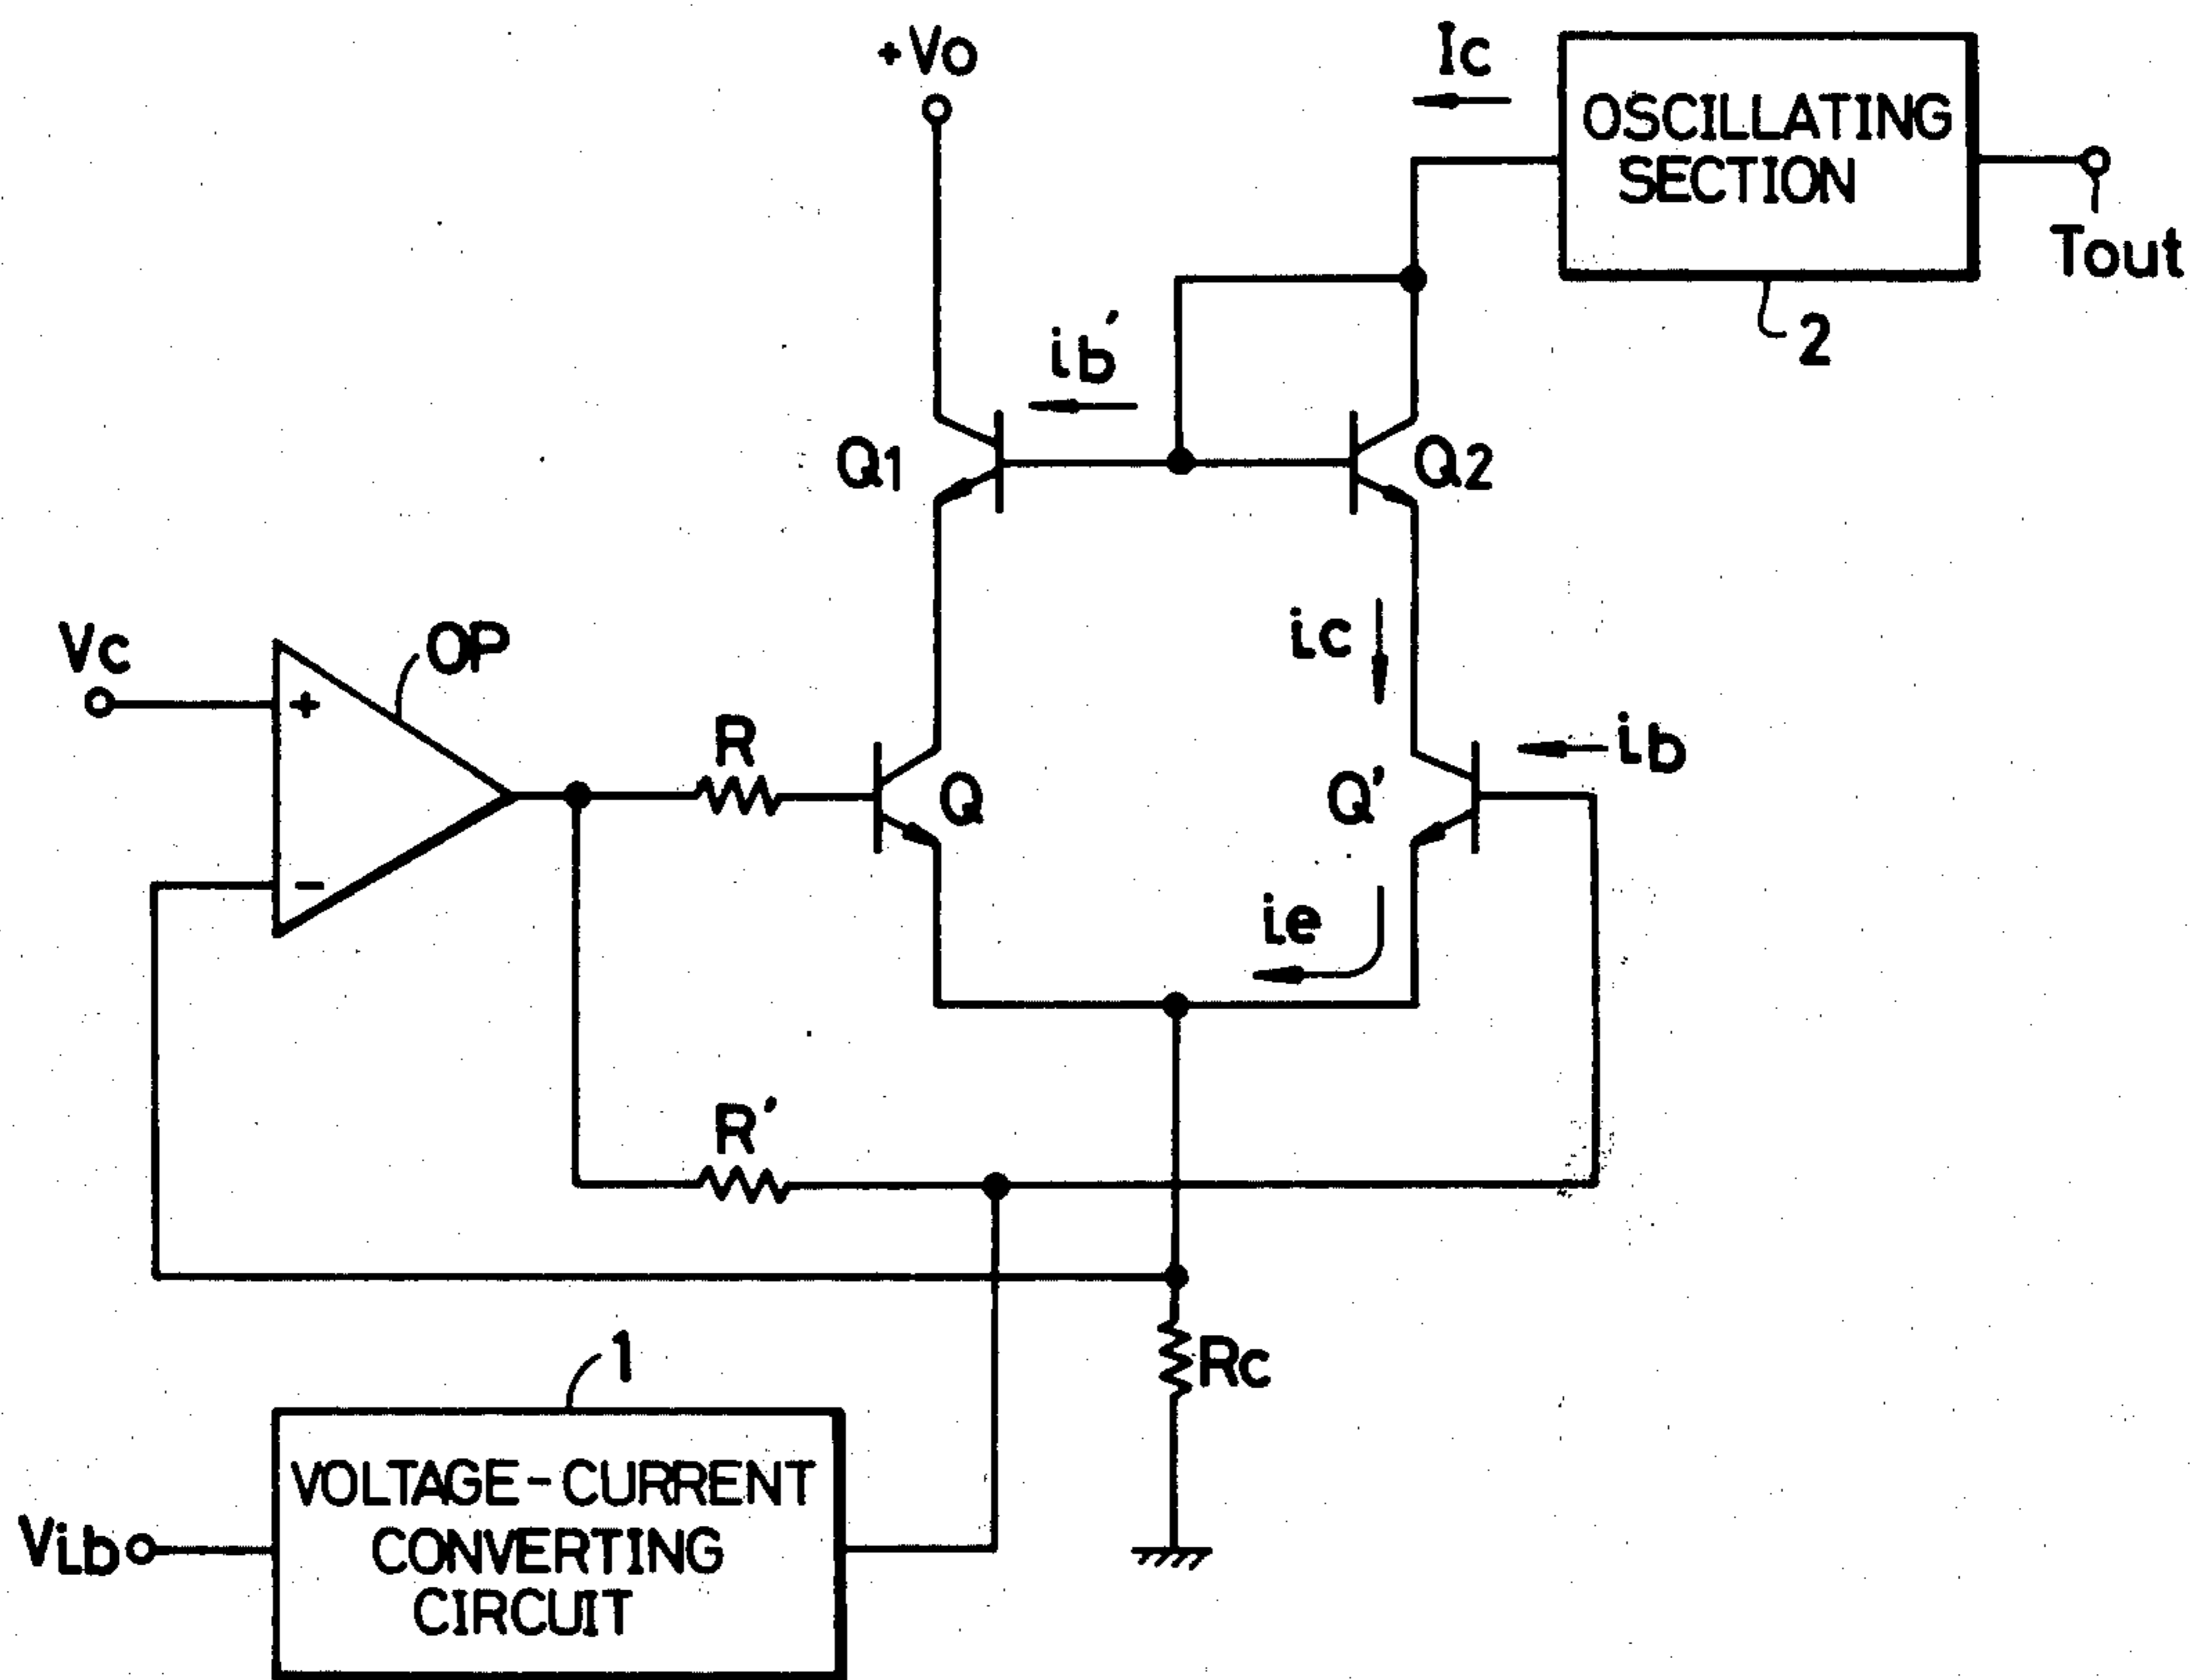 +Vo
Ic
OSCILLATING
SECTION
Tout
2
ib'
Q1
Q2
Vc
OP
+
ic
R
ib
Q
Q'
−
ie
R'
1
Rc
VOLTAGE-CURRENT
CONVERTING
CIRCUIT
Vib